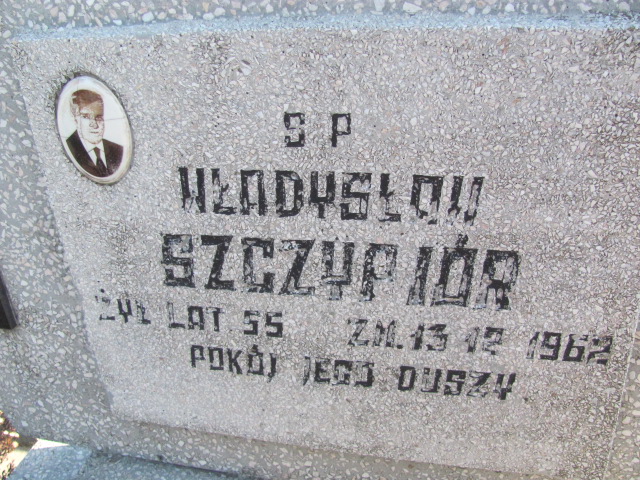 S P
WŁADYSŁAW
SZCZYPIÓR
ŻYŁ LAT 55 ZM. 13 12 1962
POKÓJ JEGO DUSZY